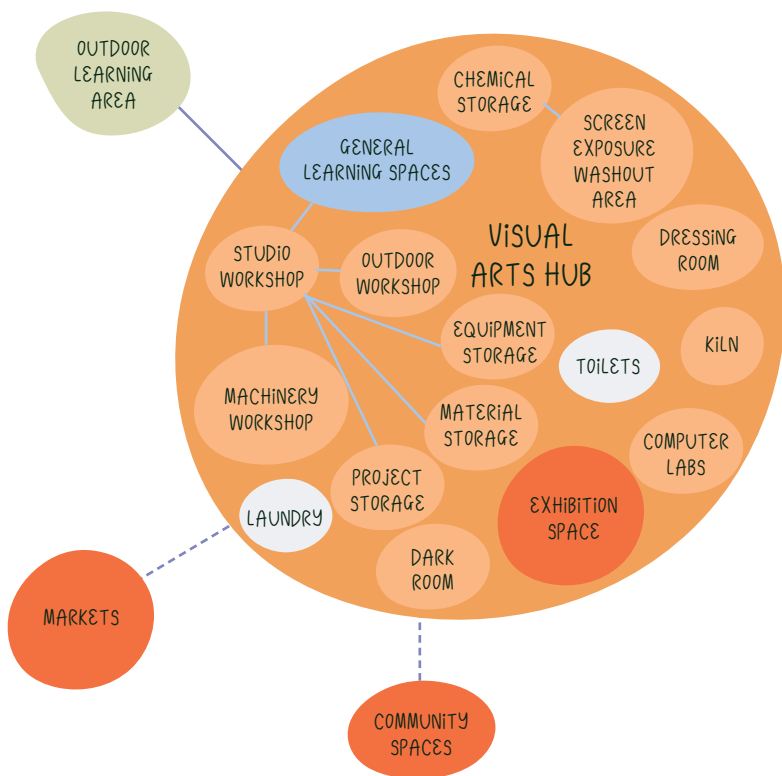 OUTDOOR
LEARNING
AREA
CHEMICAL
STORAGE
SCREEN
EXPOSURE
WASHOUT
AREA
GENERAL
LEARNING SPACES
STUDIO
WORKSHOP
OUTDOOR
WORKSHOP
VISUAL
ARTS HUB
DRESSING
ROOM
EQUIPMENT
STORAGE
TOILETS
KILN
MACHINERY
WORKSHOP
MATERIAL
STORAGE
COMPUTER
LABS
PROJECT
STORAGE
LAUNDRY
EXHIBITION
SPACE
DARK
ROOM
MARKETS
COMMUNITY
SPACES